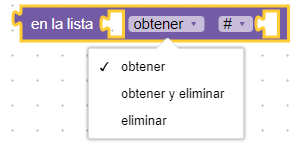 en la lista obtener #
✓ obtener
obtener y eliminar
eliminar